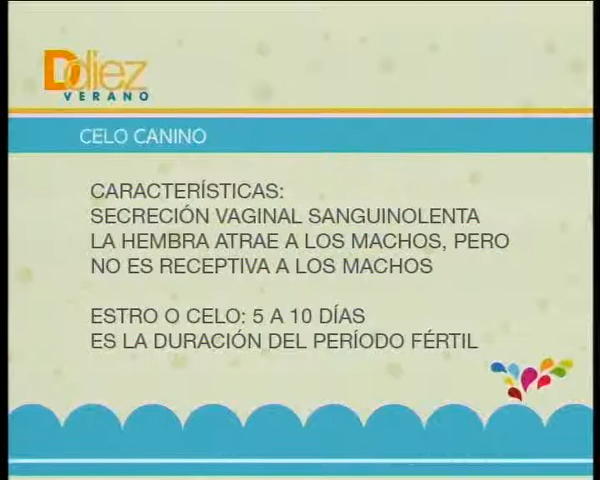 Ddiez
VERANO
CELO CANINO
CARACTERÍSTICAS:
SECRECIÓN VAGINAL SANGUINOLENTA
LA HEMBRA ATRAE A LOS MACHOS, PERO
NO ES RECEPTIVA A LOS MACHOS
ESTRO O CELO: 5 A 10 DÍAS
ES LA DURACIÓN DEL PERÍODO FÉRTIL